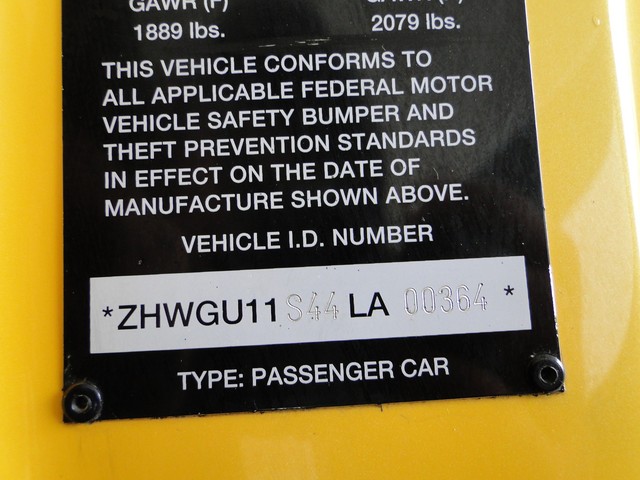 GAWR (F)
1889 lbs. 2079 lbs.
THIS VEHICLE CONFORMS TO
ALL APPLICABLE FEDERAL MOTOR
VEHICLE SAFETY BUMPER AND
THEFT PREVENTION STANDARDS
IN EFFECT ON THE DATE OF
MANUFACTURE SHOWN ABOVE.
VEHICLE I.D. NUMBER
*ZHWGU11S44LA00364*
TYPE: PASSENGER CAR